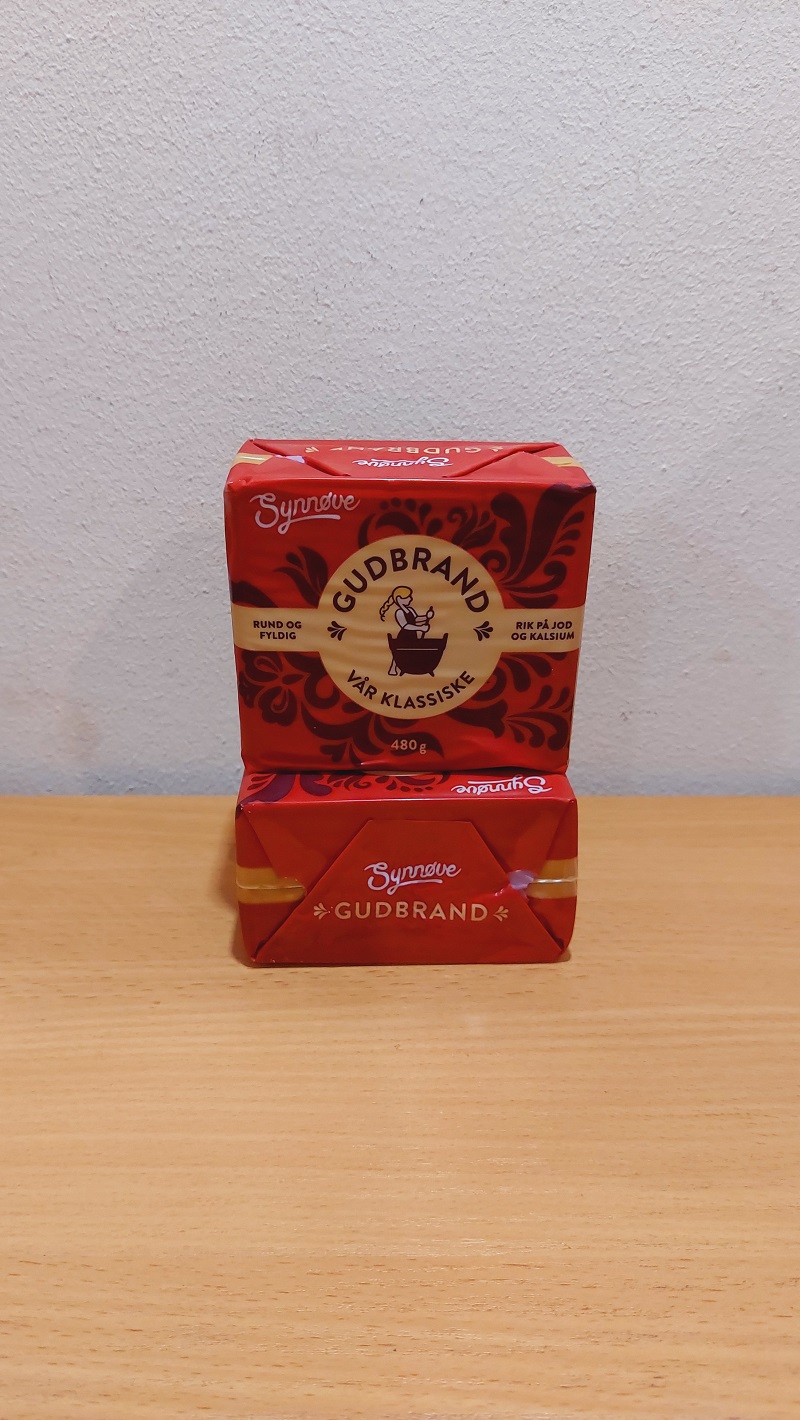 GUDBRAND
Synnøve
Synnøve
GUDBRAND
RUND OG
FYLDIG
RIK PÅ JOD
OG KALSIUM
VÅR KLASSISKE
480 g
Synnøve
Synnøve
GUDBRAND